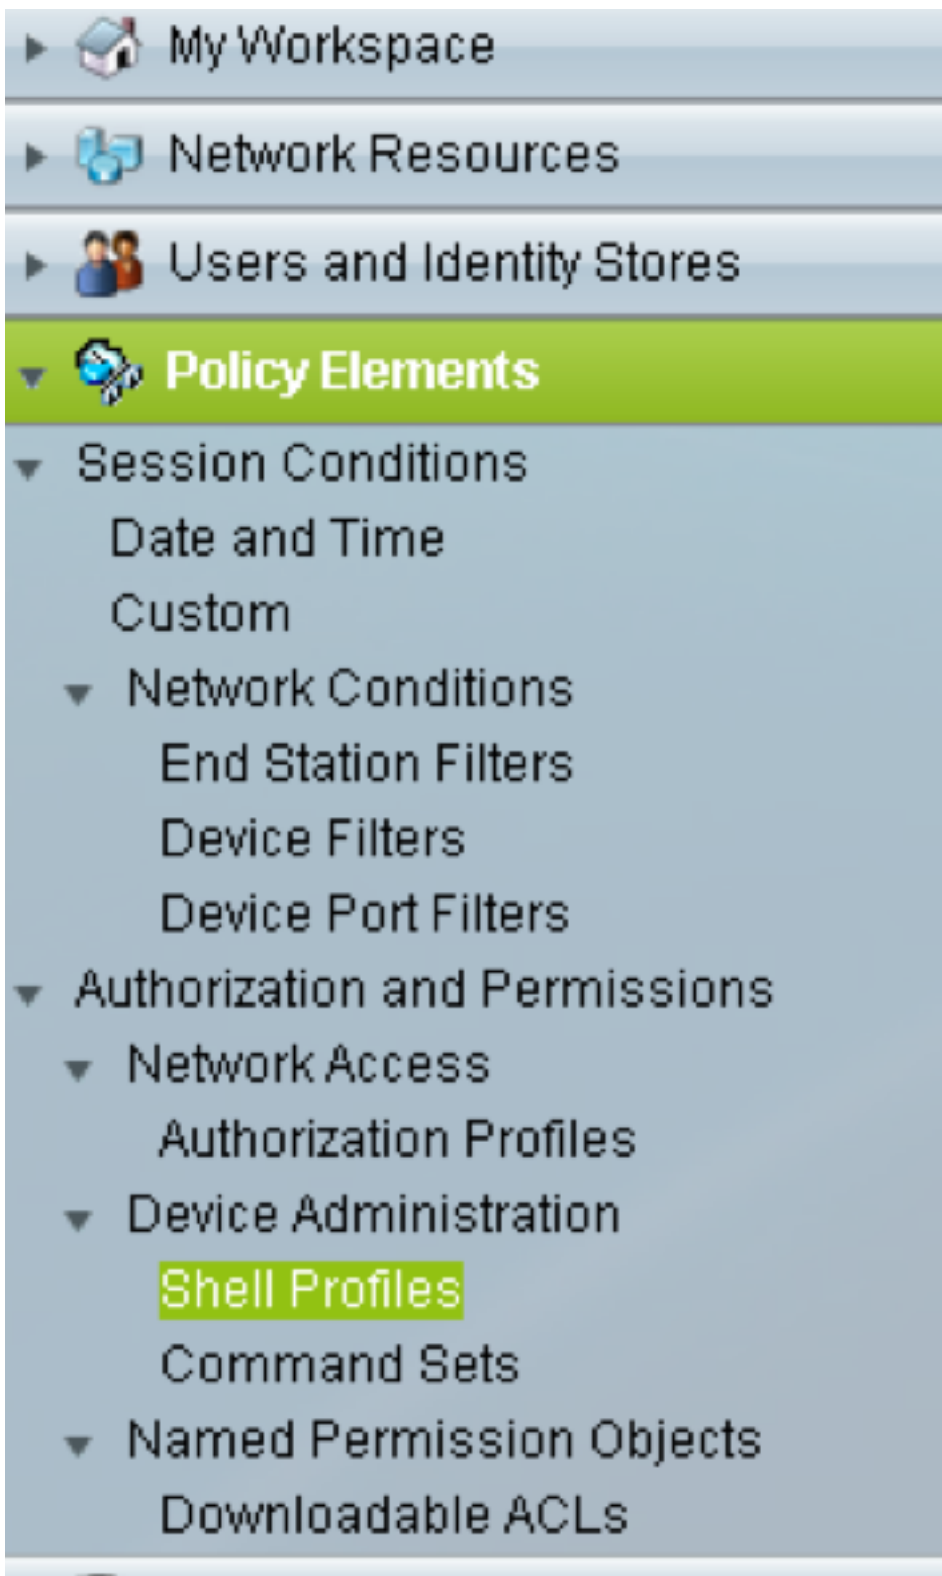 My Workspace
Network Resources
Users and Identity Stores
Policy Elements
Session Conditions
Date and Time
Custom
Network Conditions
End Station Filters
Device Filters
Device Port Filters
Authorization and Permissions
Network Access
Authorization Profiles
Device Administration
Shell Profiles
Command Sets
Named Permission Objects
Downloadable ACLs